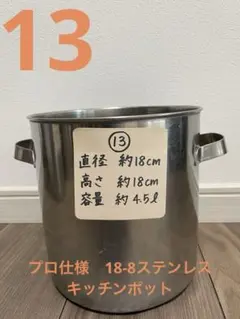 13
⑬
直径 約18cm
高さ 約18cm
容量 約4.5ℓ
プロ仕様 18-8ステンレス
キッチンポット